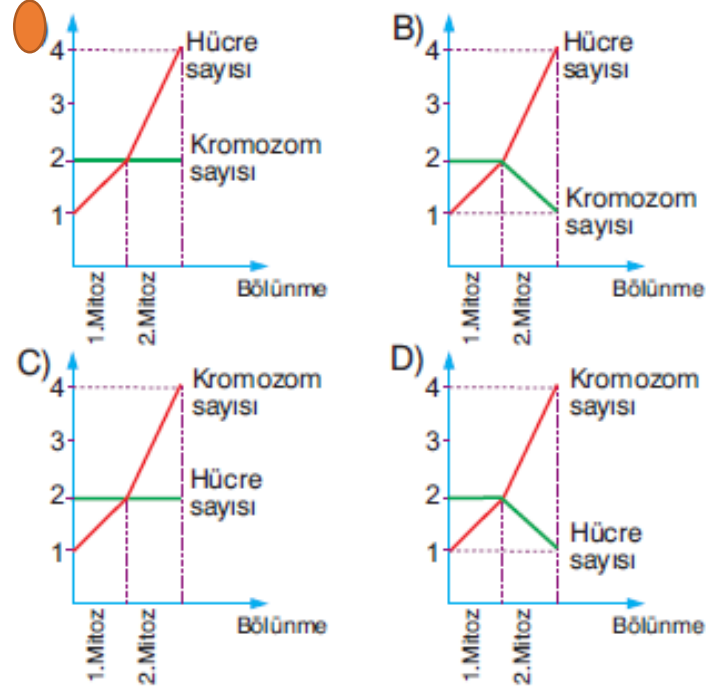 4
Hücre
sayısı
3
2
Kromozom
sayısı
1
1.Mitoz
2.Mitoz
Bölünme
B)
4
Hücre
sayısı
3
2
1
Kromozom
sayısı
1.Mitoz
2.Mitoz
Bölünme
C)
4
Kromozom
sayısı
3
2
Hücre
sayısı
1
1.Mitoz
2.Mitoz
Bölünme
D)
4
Kromozom
sayısı
3
2
1
Hücre
sayısı
1.Mitoz
2.Mitoz
Bölünme